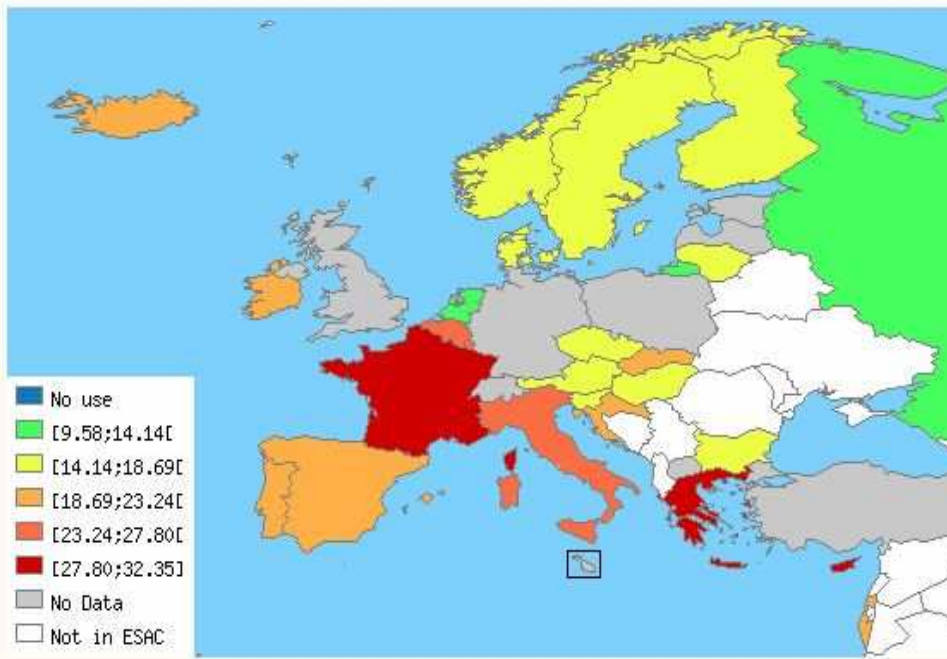 No use
[9.58;14.14[
[14.14;18.69[
[18.69;23.24[
[23.24;27.80[
[27.80;32.35]
No Data
Not in ESAC